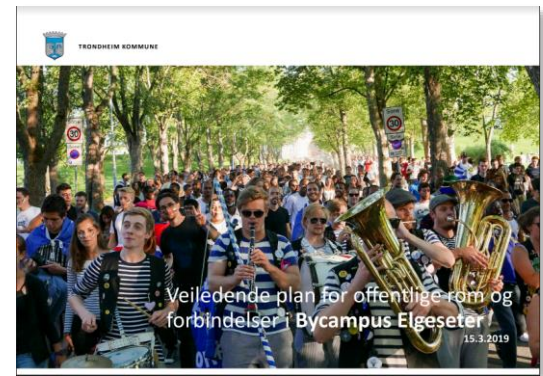 TRONDHEIM KOMMUNE
30
30
Veiledende plan for offentlige rom og
forbindelser i Bycampus Elgeseter
15.3.2019